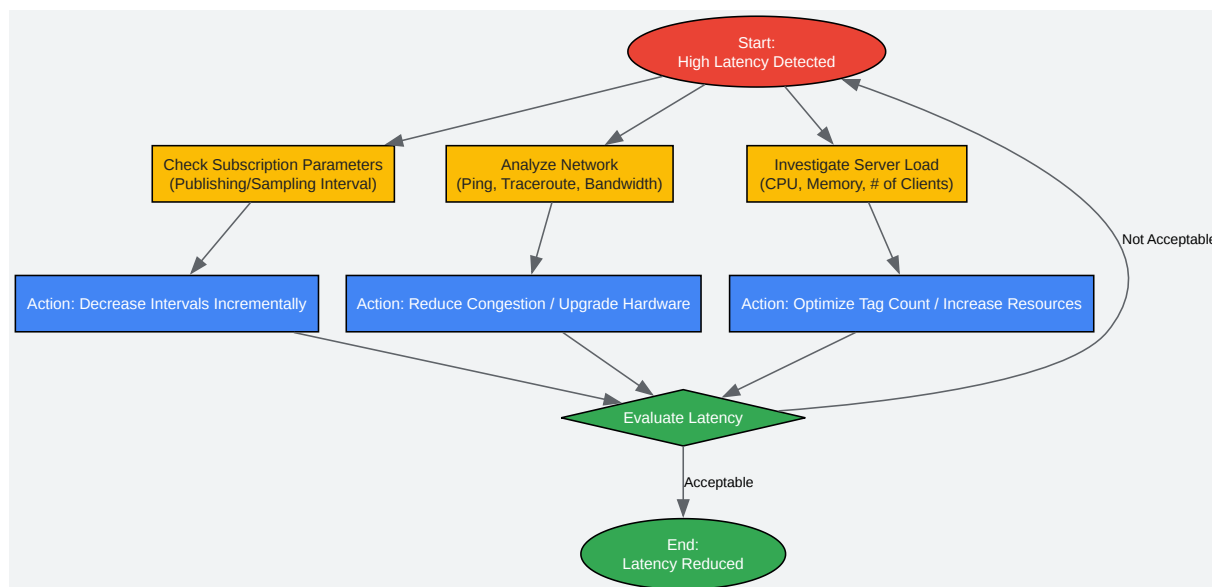 Start:
High Latency Detected
Check Subscription Parameters
(Publishing/Sampling Interval)
Analyze Network
(Ping, Traceroute, Bandwidth)
Investigate Server Load
(CPU, Memory, # of Clients)
Not Acceptable
Action: Decrease Intervals Incrementally
Action: Reduce Congestion / Upgrade Hardware
Action: Optimize Tag Count / Increase Resources
Evaluate Latency
Acceptable
End:
Latency Reduced